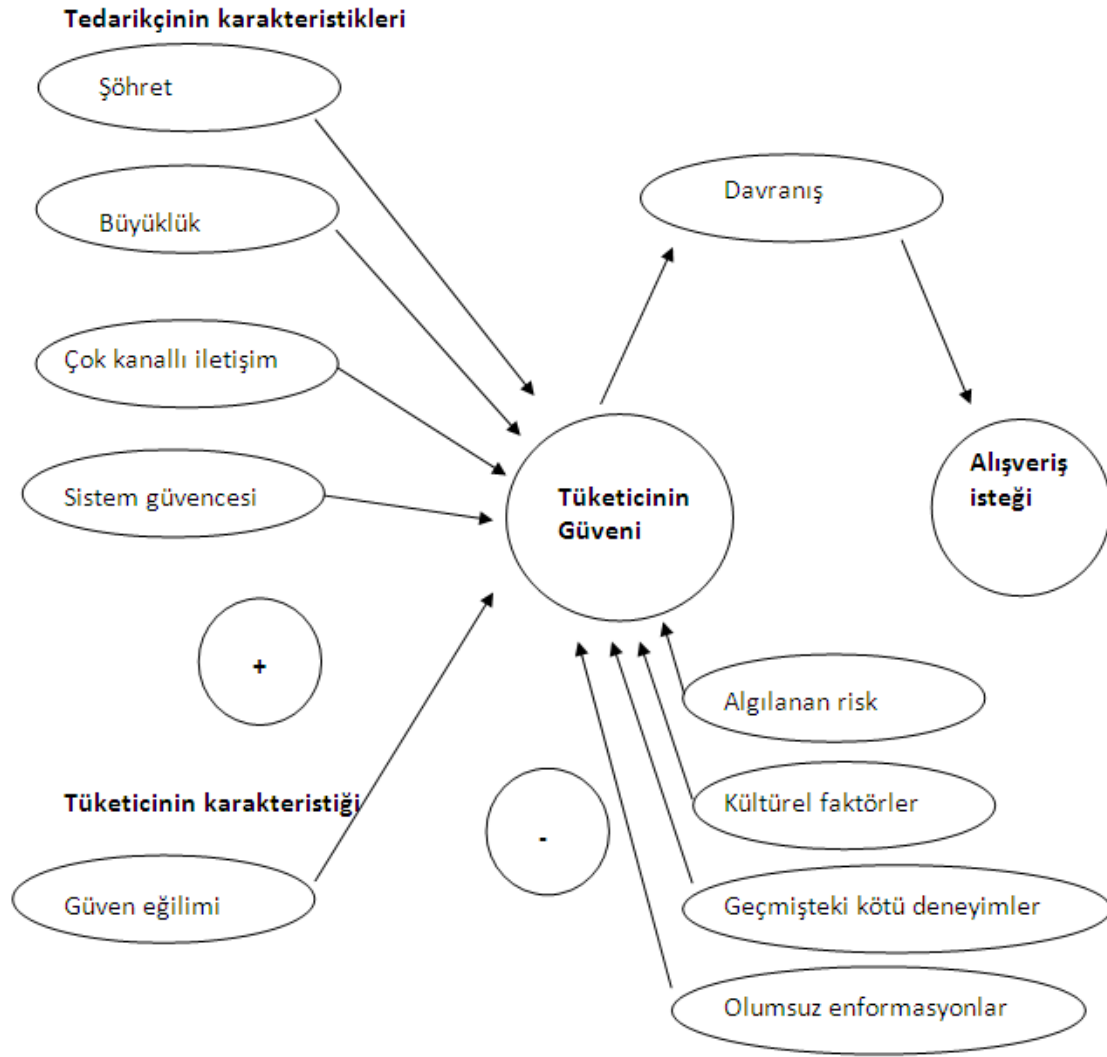 Tedarikçinin karakteristikleri
Şöhret
Büyüklük
Çok kanallı iletişim
Sistem güvencesi
+
Tüketicinin karakteristiği
Güven eğilimi
Davranış
Tüketicinin
Güveni
Alışveriş
isteği
-
Algılanan risk
Kültürel faktörler
Geçmişteki kötü deneyimler
Olumsuz enformasyonlar